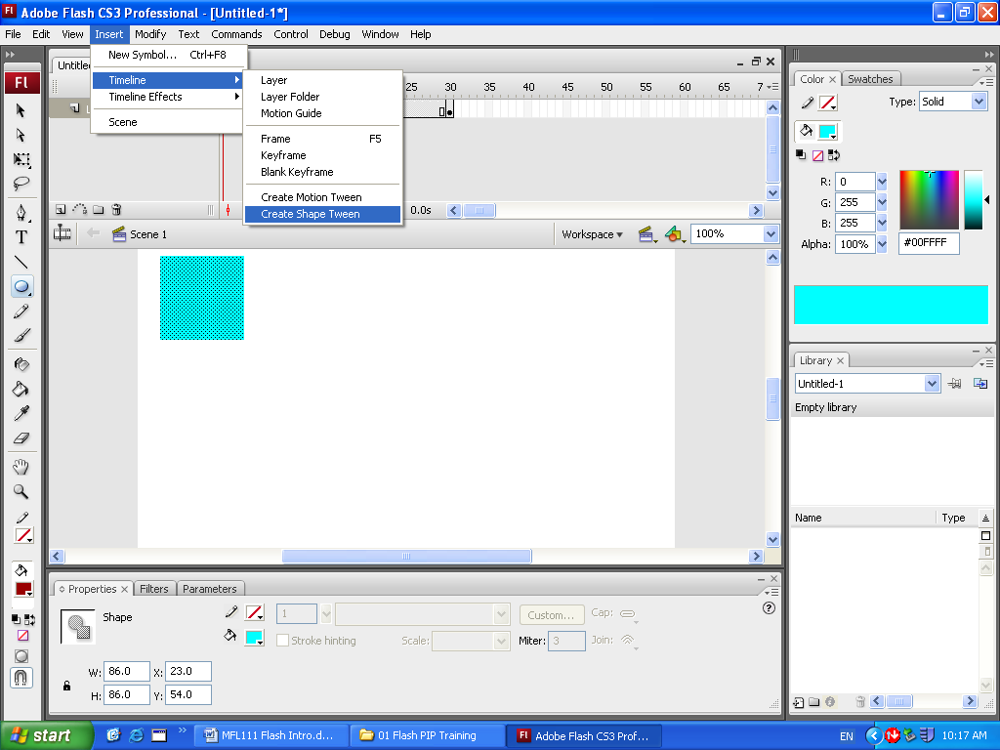 Fl Adobe Flash CS3 Professional - [Untitled-1*]
File Edit View Insert Modify Text Commands Control Debug Window Help
New Symbol... Ctrl+F8
Timeline
Timeline Effects
Scene
Layer
Layer Folder
Motion Guide
Frame F5
Keyframe
Blank Keyframe
Create Motion Tween
Create Shape Tween
Fl
T
25 30 35 40 45 50 55 60 65 7
0.0s
Scene 1
Workspace
100%
Color Swatches
Type: Solid
R: 0
G: 255
B: 255
Alpha: 100%
#00FFFF
Library
Untitled-1
Empty library
Name Type
Properties Filters Parameters
Shape
1
Custom...
Cap:
Stroke hinting
Scale:
Miter: 3
Join:
W: 86.0 X: 23.0
H: 86.0 Y: 54.0
start
MFL111 Flash Intro.d...
01 Flash PIP Training
Fl Adobe Flash CS3 Prof...
EN
10:17 AM